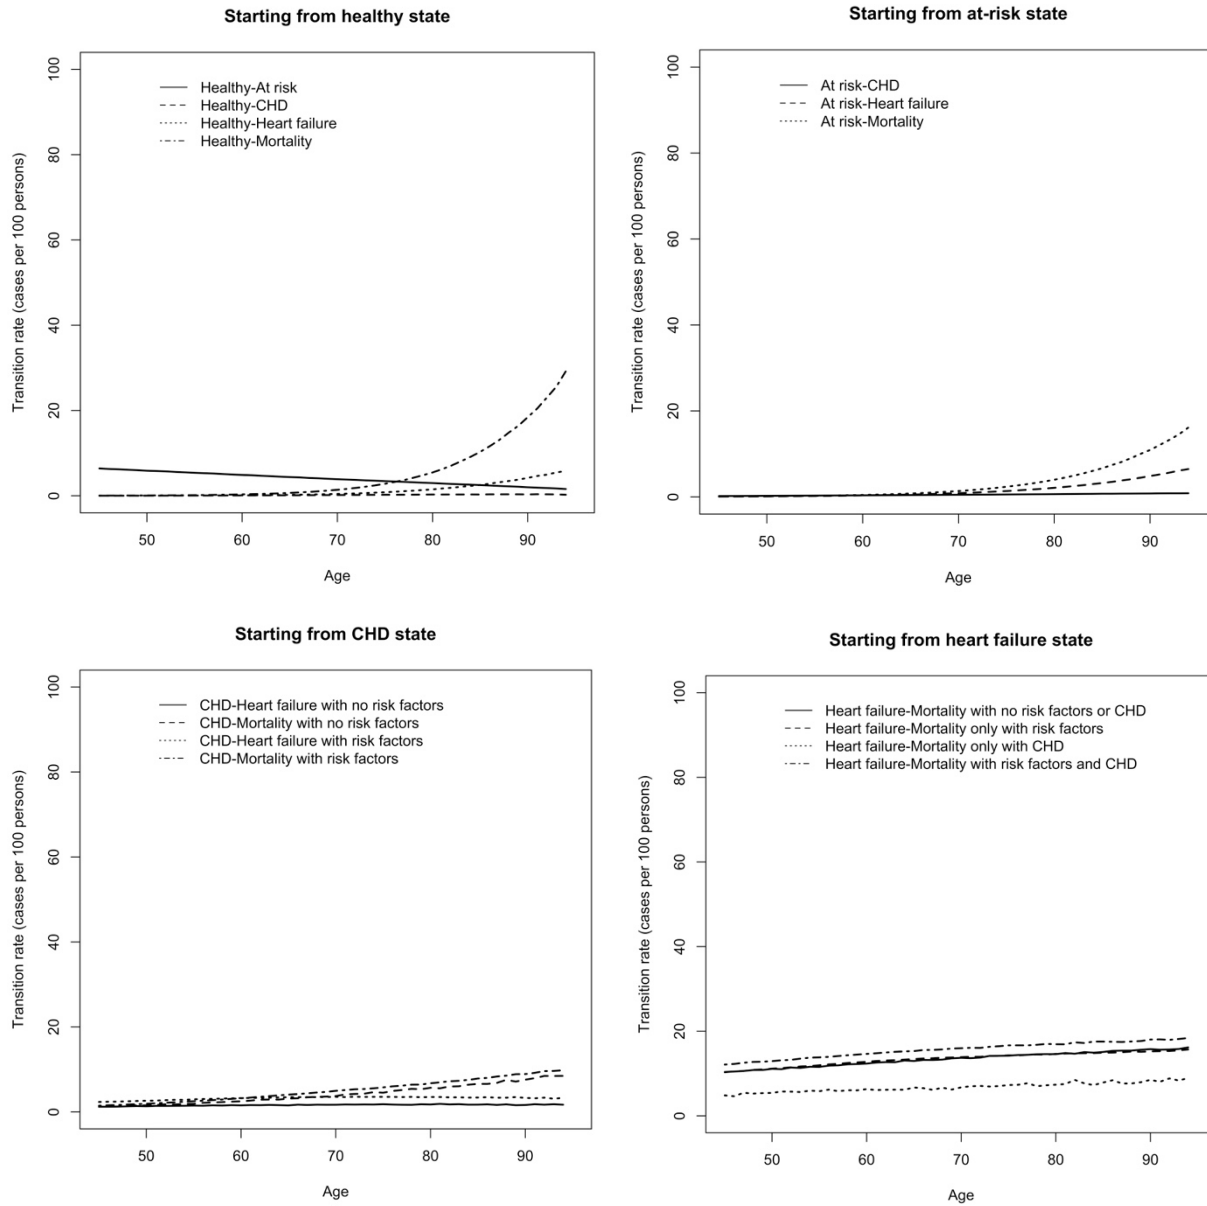 Starting from healthy state
Healthy-At risk
Healthy-CHD
Healthy-Heart failure
Healthy-Mortality
Transition rate (cases per 100 persons)
100
80
60
40
20
0
50 60 70 80 90
Age
Starting from at-risk state
At risk-CHD
At risk-Heart failure
At risk-Mortality
Transition rate (cases per 100 persons)
100
80
60
40
20
0
50 60 70 80 90
Age
Starting from CHD state
CHD-Heart failure with no risk factors
CHD-Mortality with no risk factors
CHD-Heart failure with risk factors
CHD-Mortality with risk factors
Transition rate (cases per 100 persons)
100
80
60
40
20
0
50 60 70 80 90
Age
Starting from heart failure state
Heart failure-Mortality with no risk factors or CHD
Heart failure-Mortality only with risk factors
Heart failure-Mortality only with CHD
Heart failure-Mortality with risk factors and CHD
Transition rate (cases per 100 persons)
100
80
60
40
20
0
50 60 70 80 90
Age